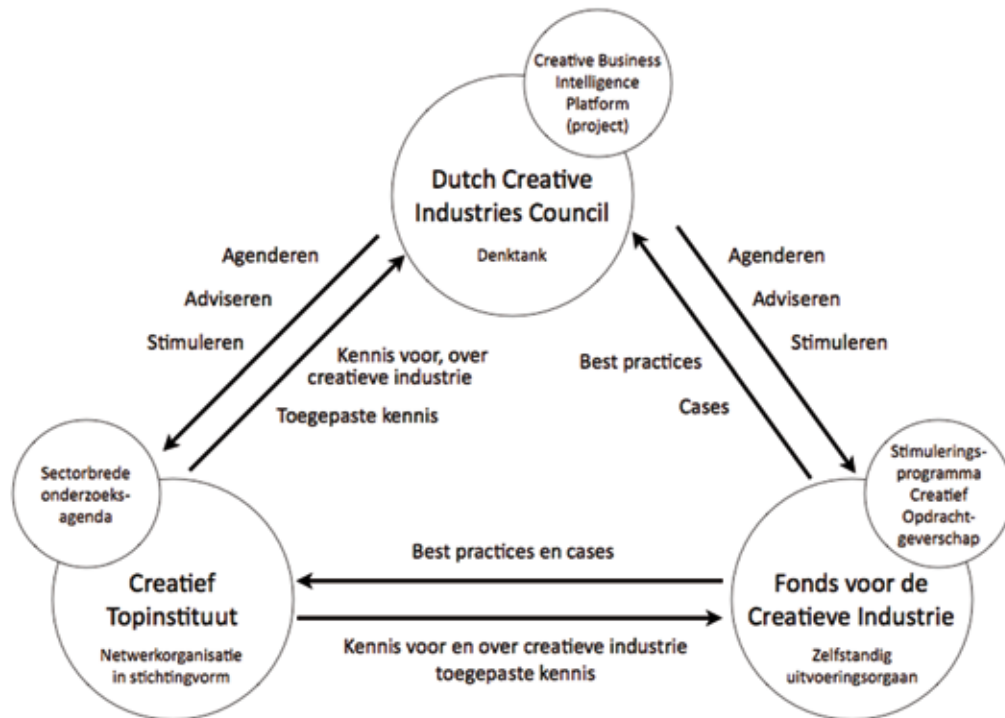 Creative Business
Intelligence
Platform
(project)
Dutch Creative
Industries Council
Denktank
Agenderen
Adviseren
Stimuleren
Kennis voor, over
creatieve industrie
Toegepaste kennis
Agenderen
Adviseren
Stimuleren
Best practices
Cases
Sectorbrede
onderzoeks-
agenda
Creatief
Topinstituut
Netwerkorganisatie
in stichtingvorm
Best practices en cases
Kennis voor en over creatieve industrie
toegepaste kennis
Stimulerings-
programma
Creatief
Opdracht-
geverschap
Fonds voor de
Creatieve Industrie
Zelfstandig
uitvoeringsorgaan